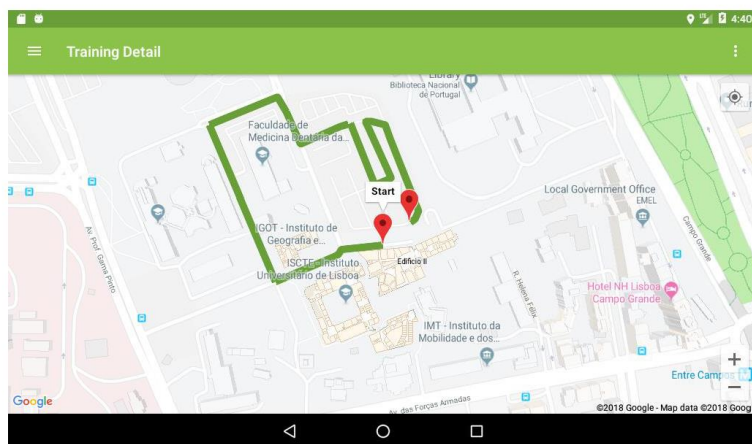 4:40
Training Detail
Library
Biblioteca Nacional
de Portugal
Faculdade de
Medicina Dentária da...
Start
Local Government Office
EMEL
IGOT - Instituto de
Geografia e...
Edificio II
ISCTE - Instituto
Universitário de Lisboa
Av. Prof. Gama Pinto
Campo Grande
R. Helena Félix
Hotel NH Lisboa
Campo Grande
IMT - Instituto da
Mobilidade e dos...
Entre Campos
Av. das Forças Armadas
Google
©2018 Google - Map data ©2018 Goog